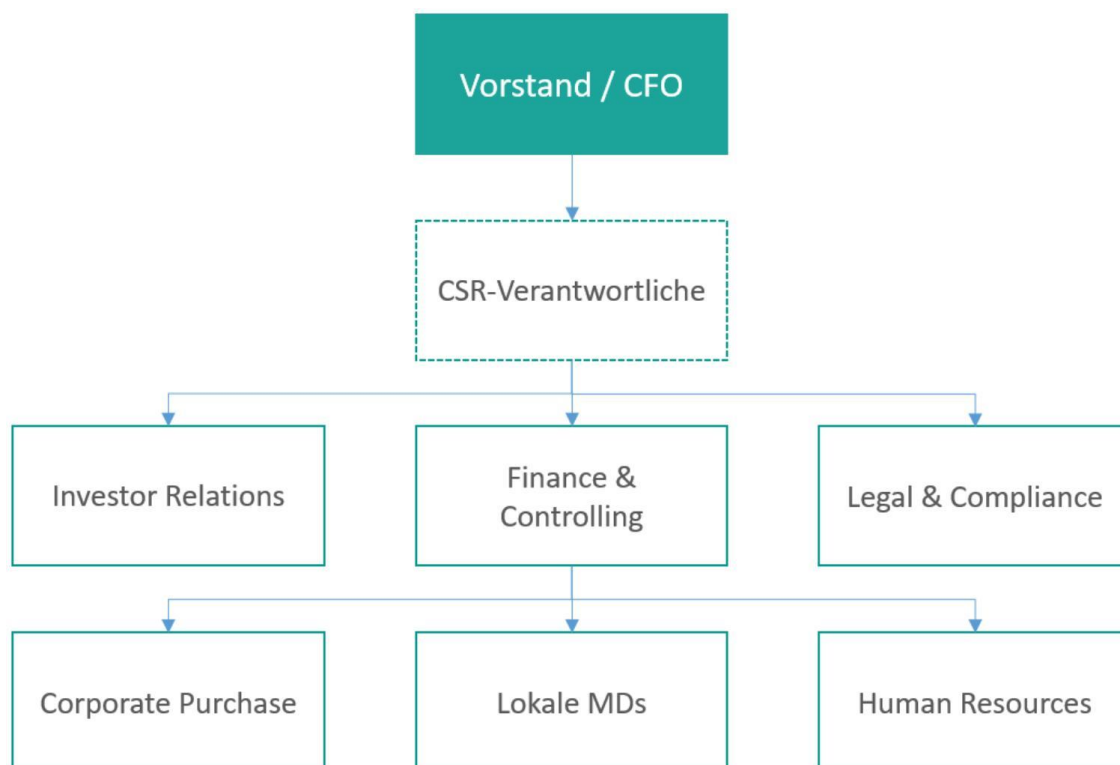 Vorstand / CFO
CSR-Verantwortliche
Investor Relations
Finance &
Controlling
Legal & Compliance
Corporate Purchase
Lokale MDs
Human Resources